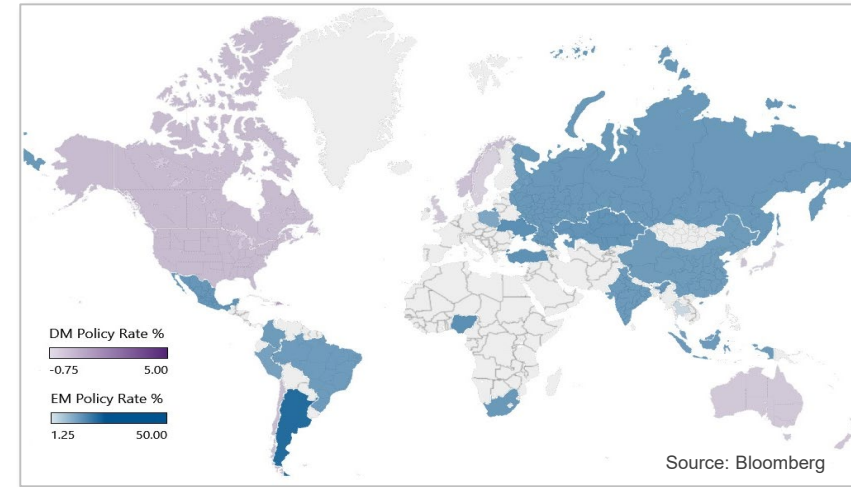 DM Policy Rate %
-0.75 5.00
EM Policy Rate %
1.25 50.00
Source: Bloomberg